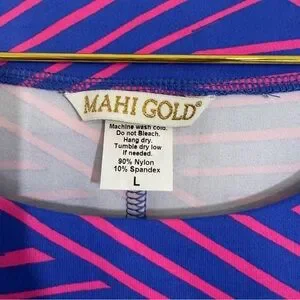 MAHI GOLD®
Machine wash cold.
Do not Bleach.
Hang dry.
Tumble dry low
if needed.
90% Nylon
10% Spandex
L